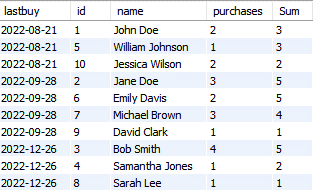 lastbuy id name purchases Sum
2022-08-21 1 John Doe 2 3
2022-08-21 5 William Johnson 1 3
2022-08-21 10 Jessica Wilson 2 2
2022-09-28 2 Jane Doe 3 5
2022-09-28 6 Emily Davis 2 5
2022-09-28 7 Michael Brown 3 4
2022-09-28 9 David Clark 1 1
2022-12-26 3 Bob Smith 4 5
2022-12-26 4 Samantha Jones 1 2
2022-12-26 8 Sarah Lee 1 1